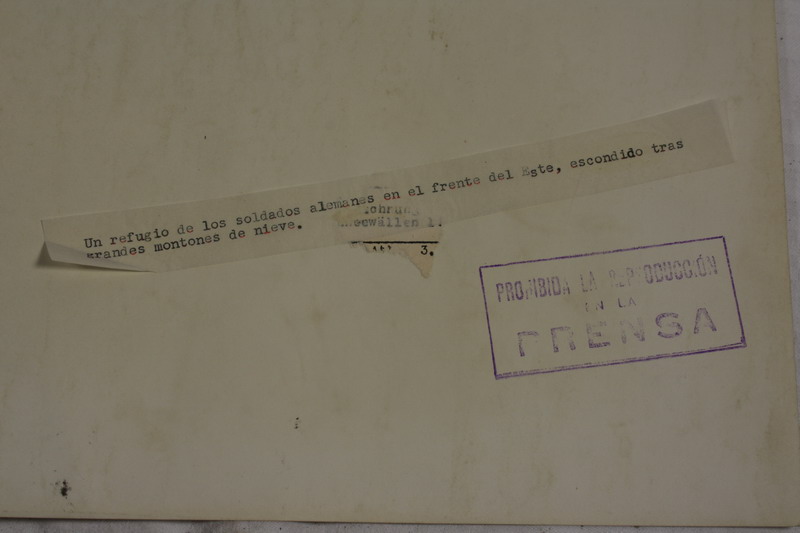 Un refugio de los soldados alemanes en el frente del Este, escondido tras
grandes montones de nieve.
3.
PROHIBIDA LA REPRODUCCIÓN
EN LA
PRENSA